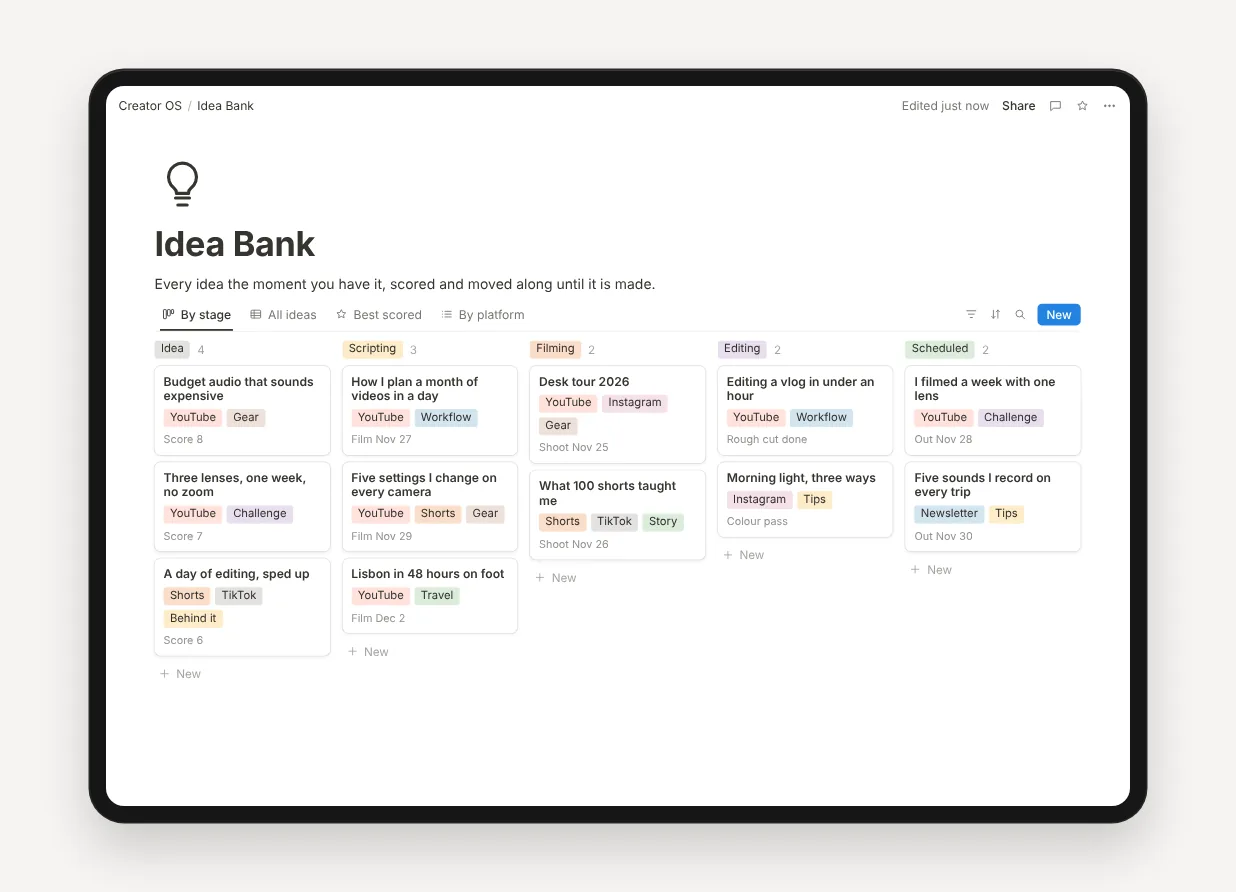 Creator OS / Idea Bank
Edited just now Share
Idea Bank
Every idea the moment you have it, scored and moved along until it is made.
By stage All ideas Best scored By platform
New
Idea 4
Budget audio that sounds
expensive
YouTube Gear
Score 8
Three lenses, one week,
no zoom
YouTube Challenge
Score 7
A day of editing, sped up
Shorts TikTok
Behind it
Score 6
+ New
Scripting 3
How I plan a month of
videos in a day
YouTube Workflow
Film Nov 27
Five settings I change on
every camera
YouTube Shorts Gear
Film Nov 29
Lisbon in 48 hours on foot
YouTube Travel
Film Dec 2
+ New
Filming 2
Desk tour 2026
YouTube Instagram
Gear
Shoot Nov 25
What 100 shorts taught
me
Shorts TikTok Story
Shoot Nov 26
+ New
Editing 2
Editing a vlog in under an
hour
YouTube Workflow
Rough cut done
Morning light, three ways
Instagram Tips
Colour pass
+ New
Scheduled 2
I filmed a week with one
lens
YouTube Challenge
Out Nov 28
Five sounds I record on
every trip
Newsletter Tips
Out Nov 30
+ New